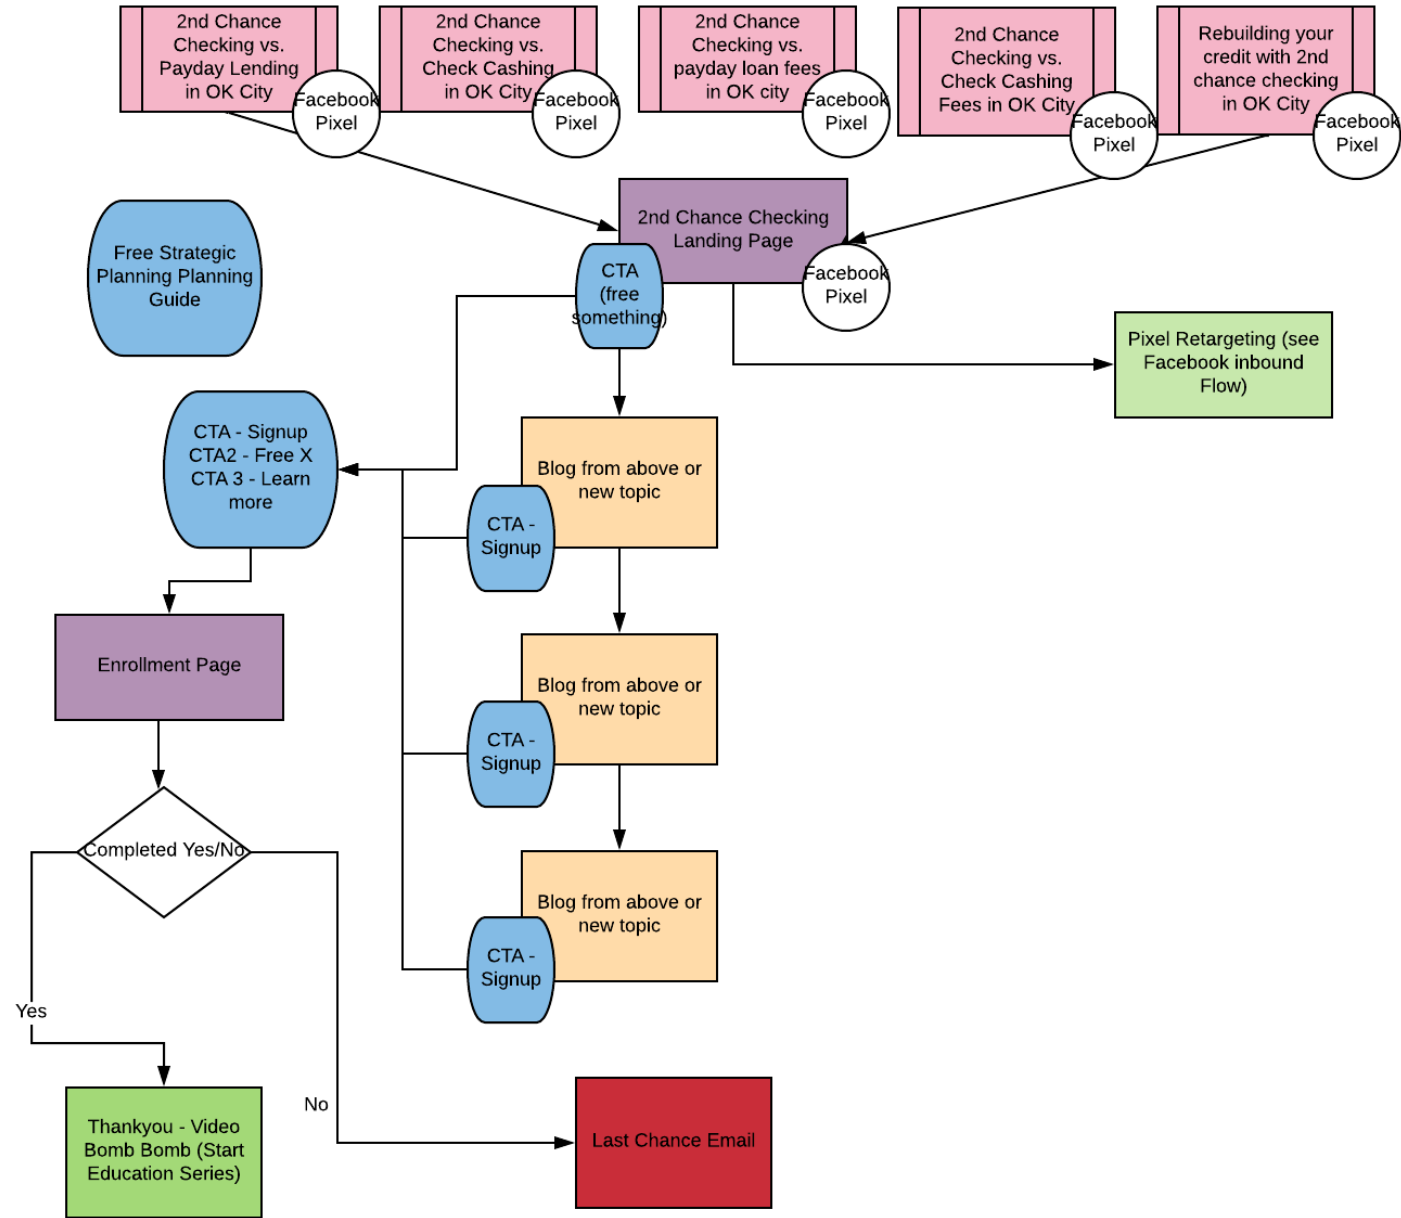 2nd Chance
Checking vs.
Payday Lending
in OK City
Facebook
Pixel
2nd Chance
Checking vs.
Check Cashing
in OK City
Facebook
Pixel
2nd Chance
Checking vs.
payday loan fees
in OK city
Facebook
Pixel
2nd Chance
Checking vs.
Check Cashing
Fees in OK City
Facebook
Pixel
Rebuilding your
credit with 2nd
chance checking
in OK City
Facebook
Pixel
2nd Chance Checking
Landing Page
Facebook
Pixel
CTA
(free
something)
Free Strategic
Planning Planning
Guide
Pixel Retargeting (see
Facebook inbound
Flow)
CTA - Signup
CTA2 - Free X
CTA 3 - Learn
more
Blog from above or
new topic
CTA -
Signup
Enrollment Page
Blog from above or
new topic
CTA -
Signup
Completed Yes/No
Blog from above or
new topic
CTA -
Signup
Yes
No
Thankyou - Video
Bomb Bomb (Start
Education Series)
Last Chance Email